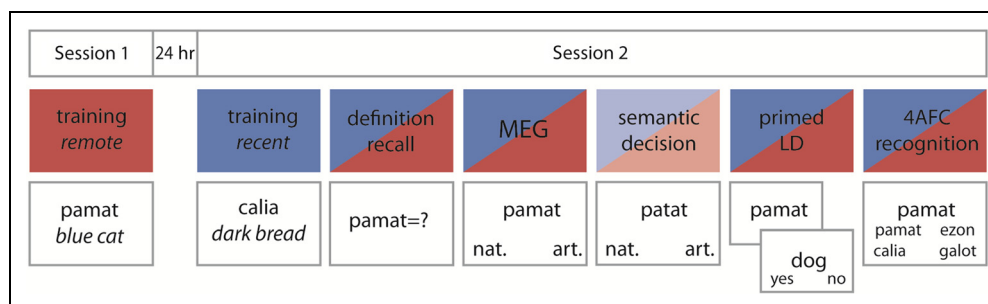 Session 1
24 hr
Session 2
training
remote
training
recent
definition
recall
MEG
semantic
decision
primed
LD
4AFC
recognition
pamat
blue cat
calia
dark bread
pamat=?
pamat
nat. art.
patat
nat. art.
pamat
dog
yes no
pamat
pamat ezon
calia galot